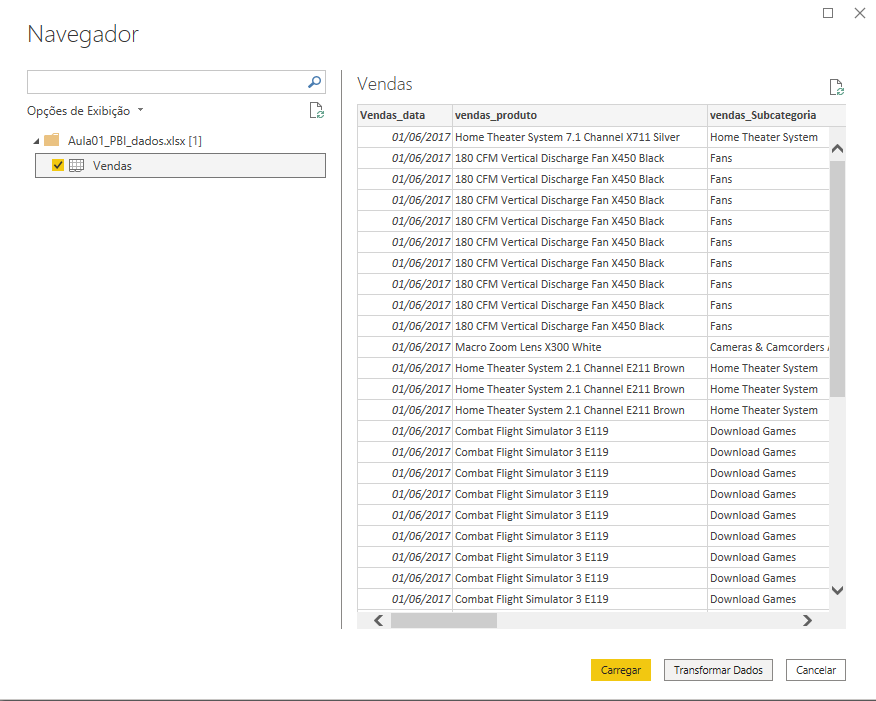 Navegador
Opções de Exibição
Aula01_PBI_dados.xlsx [1]
Vendas
Vendas
Vendas_data vendas_produto vendas_Subcategoria
01/06/2017 Home Theater System 7.1 Channel X711 Silver Home Theater System
01/06/2017 180 CFM Vertical Discharge Fan X450 Black Fans
01/06/2017 180 CFM Vertical Discharge Fan X450 Black Fans
01/06/2017 180 CFM Vertical Discharge Fan X450 Black Fans
01/06/2017 180 CFM Vertical Discharge Fan X450 Black Fans
01/06/2017 180 CFM Vertical Discharge Fan X450 Black Fans
01/06/2017 180 CFM Vertical Discharge Fan X450 Black Fans
01/06/2017 180 CFM Vertical Discharge Fan X450 Black Fans
01/06/2017 180 CFM Vertical Discharge Fan X450 Black Fans
01/06/2017 180 CFM Vertical Discharge Fan X450 Black Fans
01/06/2017 Macro Zoom Lens X300 White Cameras & Camcorders
01/06/2017 Home Theater System 2.1 Channel E211 Brown Home Theater System
01/06/2017 Home Theater System 2.1 Channel E211 Brown Home Theater System
01/06/2017 Home Theater System 2.1 Channel E211 Brown Home Theater System
01/06/2017 Combat Flight Simulator 3 E119 Download Games
01/06/2017 Combat Flight Simulator 3 E119 Download Games
01/06/2017 Combat Flight Simulator 3 E119 Download Games
01/06/2017 Combat Flight Simulator 3 E119 Download Games
01/06/2017 Combat Flight Simulator 3 E119 Download Games
01/06/2017 Combat Flight Simulator 3 E119 Download Games
01/06/2017 Combat Flight Simulator 3 E119 Download Games
01/06/2017 Combat Flight Simulator 3 E119 Download Games
01/06/2017 Combat Flight Simulator 3 E119 Download Games
Carregar Transformar Dados Cancelar